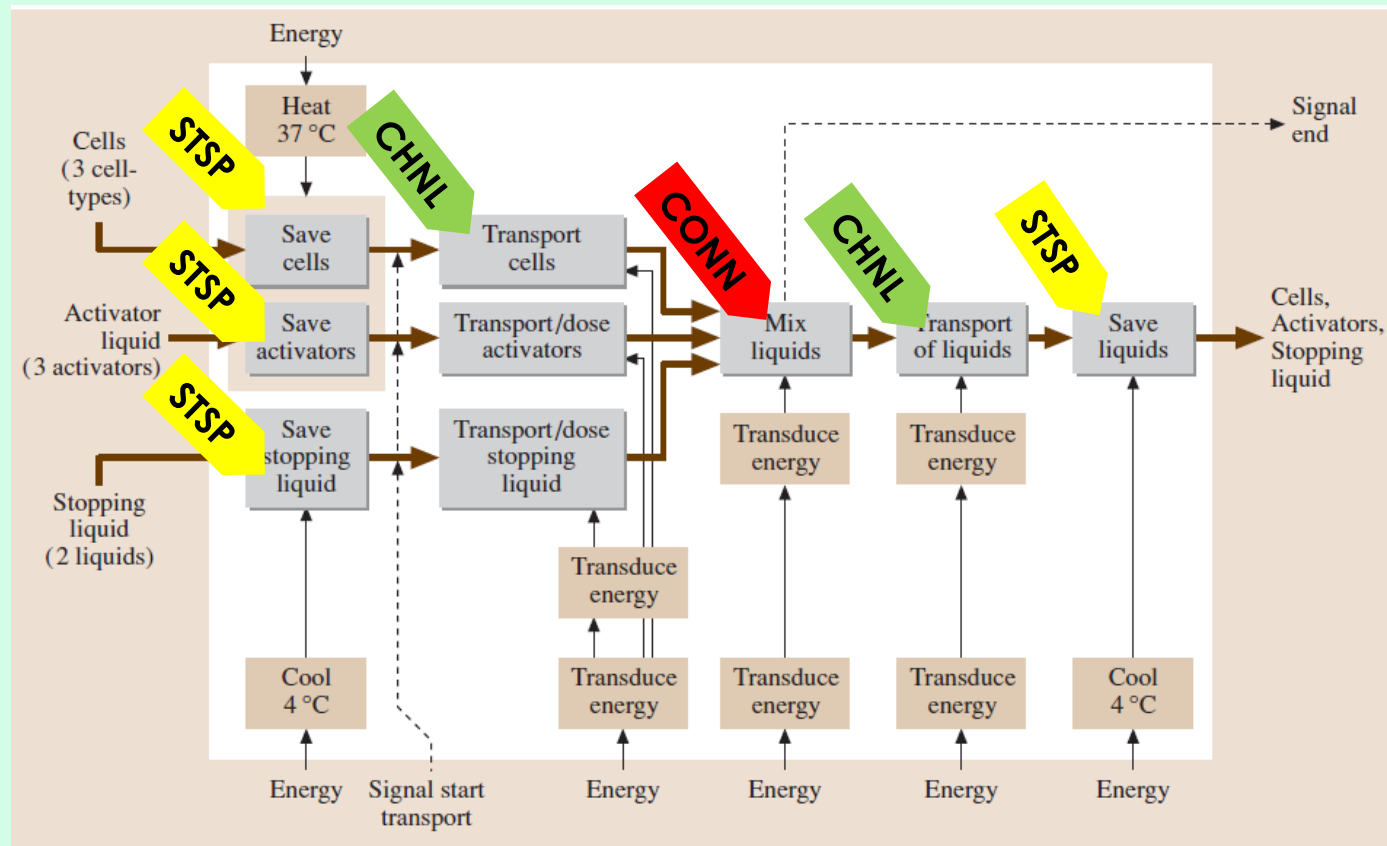 Energy
Heat
37 °C
STSP
CHNL
Cells
(3 cell-
types)
Signal
end
CONN
CHNL
STSP
Save
cells
Transport
cells
STSP
Activator
liquid
(3 activators)
Save
activators
Transport/dose
activators
Mix
liquids
Transport
of liquids
Save
liquids
Cells,
Activators,
Stopping
liquid
STSP
Save
stopping
liquid
Transport/dose
stopping
liquid
Transduce
energy
Transduce
energy
Stopping
liquid
(2 liquids)
Transduce
energy
Cool
4 °C
Transduce
energy
Transduce
energy
Transduce
energy
Cool
4 °C
Energy
Signal start
transport
Energy
Energy
Energy
Energy